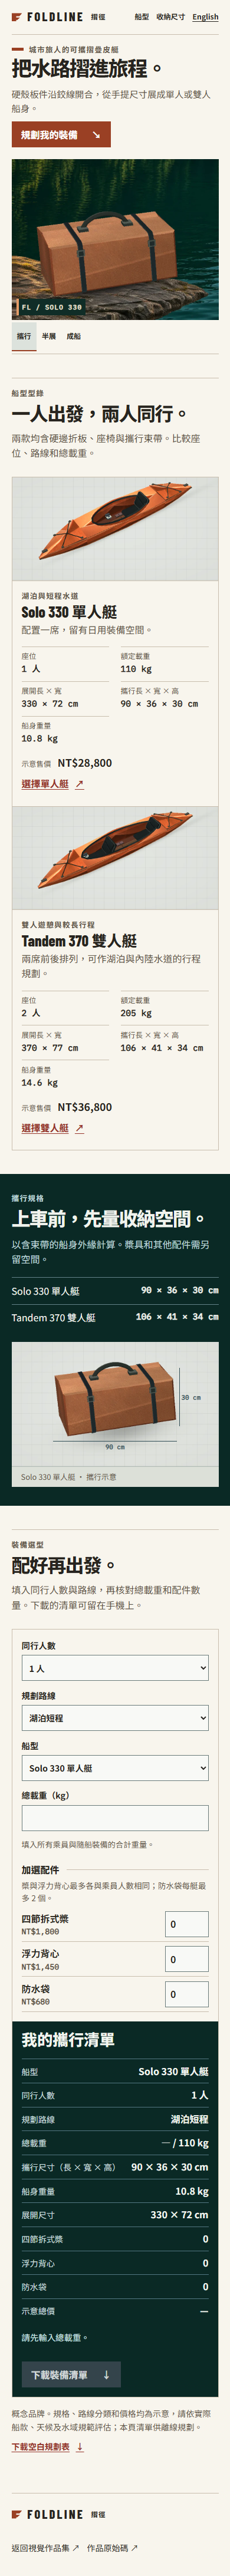 FOLDLINE 摺徑 船型 收納尺寸 English
城市旅人的可攜摺疊皮艇
把水路摺進旅程。
硬殼板件沿鉸線開合，從手提尺寸展成單人或雙人
船身。
規劃我的裝備 ↘
FL / SOLO 330
攜行 半展 成船
船型型錄
一人出發，兩人同行。
兩款均含硬邊折板、座椅與攜行束帶。比較座
位、路線和總載重。
湖泊與短程水道
Solo 330 單人艇
配置一席，留有日用裝備空間。
座位 額定載重
1 人 110 kg
展開長 × 寬 攜行長 × 寬 × 高
330 × 72 cm 90 × 36 × 30 cm
船身重量
10.8 kg
示意售價 NT$28,800
選擇單人艇 ↗
雙人遊憩與較長行程
Tandem 370 雙人艇
兩席前後排列，可作湖泊與內陸水道的行程
規劃。
座位 額定載重
2 人 205 kg
展開長 × 寬 攜行長 × 寬 × 高
370 × 77 cm 106 × 41 × 34 cm
船身重量
14.6 kg
示意售價 NT$36,800
選擇雙人艇 ↗
攜行規格
上車前，先量收納空間。
以含束帶的船身外緣計算。槳具和其他配件需另
留空間。
Solo 330 單人艇 90 × 36 × 30 cm
Tandem 370 雙人艇 106 × 41 × 34 cm
30 cm
90 cm
Solo 330 單人艇 · 攜行示意
裝備選型
配好再出發。
填入同行人數與路線，再核對總載重和配件數
量。下載的清單可留在手機上。
同行人數
1 人
規劃路線
湖泊短程
船型
Solo 330 單人艇
總載重（kg）
填入所有乘員與隨船裝備的合計重量。
加選配件
槳與浮力背心最多各與乘員人數相同；防水袋每艇最
多 2 個。
四節拆式槳 0
NT$1,800
浮力背心 0
NT$1,450
防水袋 0
NT$680
我的攜行清單
船型 Solo 330 單人艇
同行人數 1 人
規劃路線 湖泊短程
總載重 — / 110 kg
攜行尺寸（長 × 寬 × 高） 90 × 36 × 30 cm
船身重量 10.8 kg
展開尺寸 330 × 72 cm
四節拆式槳 0
浮力背心 0
防水袋 0
示意總價 —
請先輸入總載重。
下載裝備清單 ↓
概念品牌。規格、路線分類和價格均為示意，請依實際
船款、天候及水域規範評估；本頁清單供離線規劃。
下載空白規劃表 ↓
FOLDLINE 摺徑
返回視覺作品集 ↗ 作品原始碼 ↗